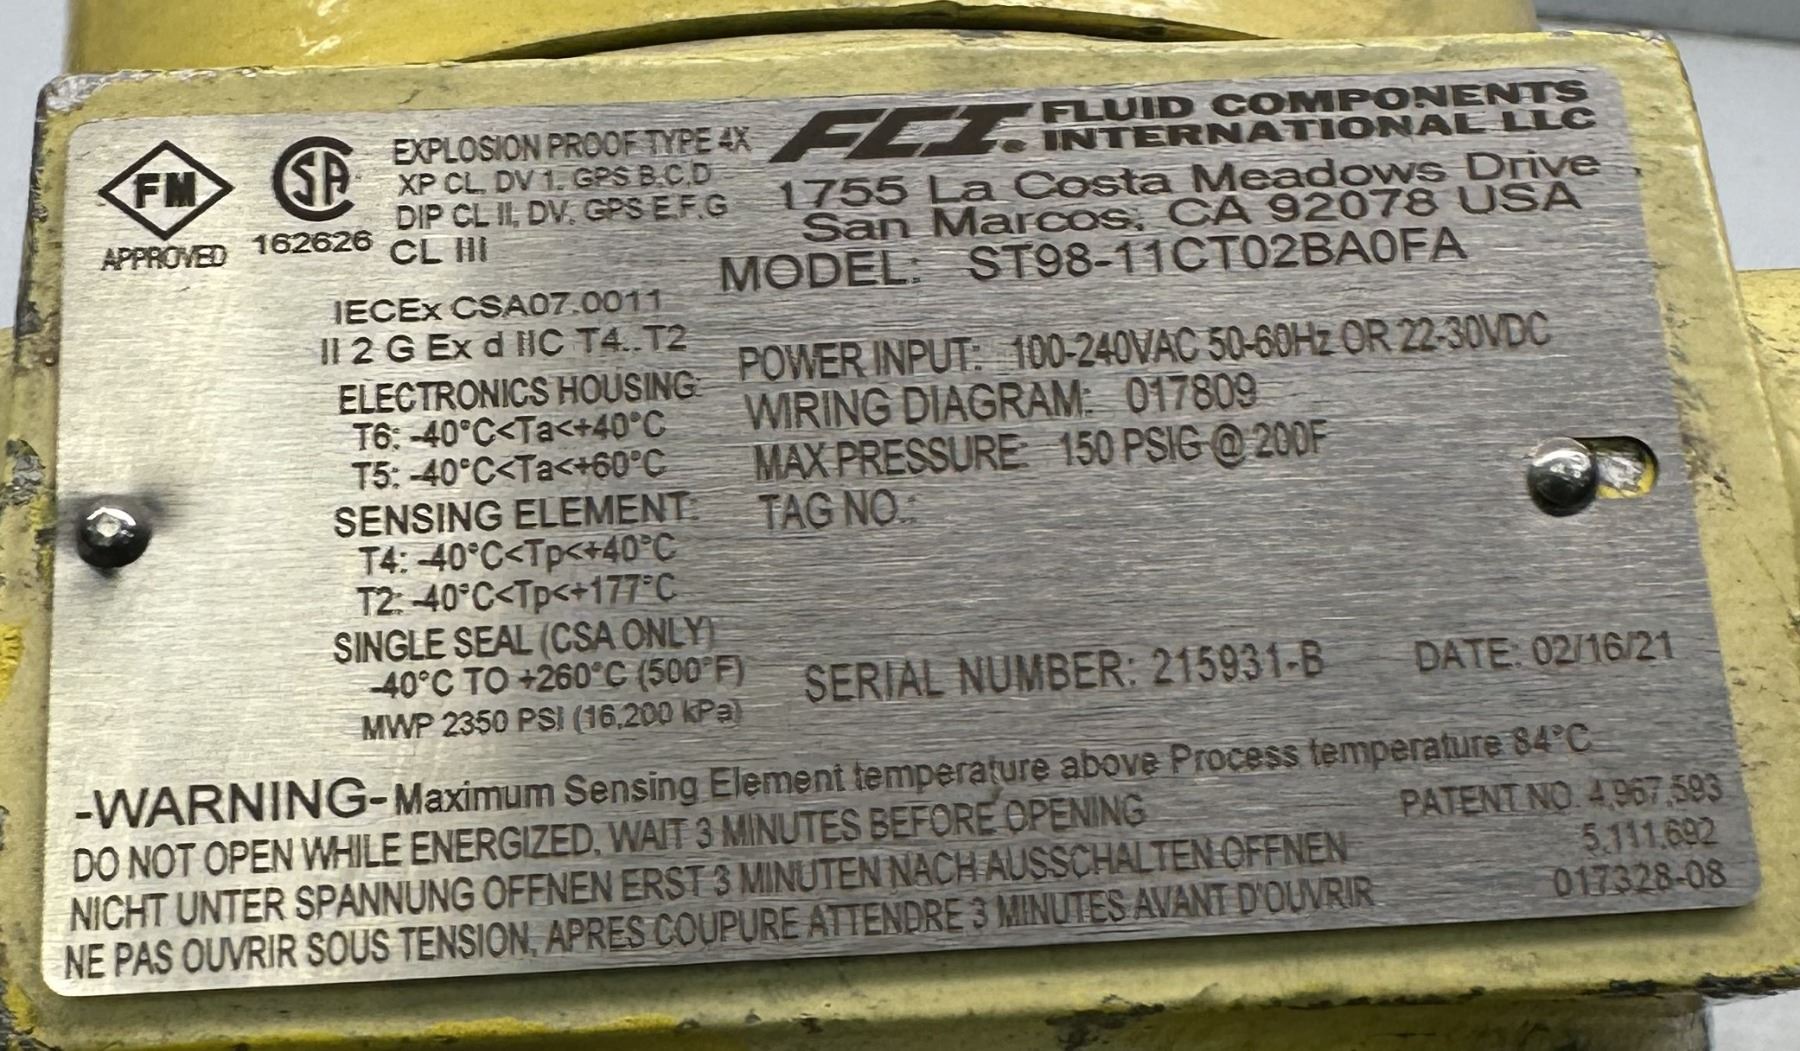 FM
APPROVED
SA
162626
EXPLOSION PROOF TYPE 4X
XP CL. DV 1. GPS B,C,D
DIP CL II, DV. GPS E,F,G
CL III
IECEx CSA07.0011
II 2 G Ex d IIC T4..T2
ELECTRONICS HOUSING:
T6: -40°C<Ta<+40°C
T5: -40°C<Ta<+60°C
SENSING ELEMENT:
T4: -40°C<Tp<+40°C
T2: -40°C<Tp<+177°C
SINGLE SEAL (CSA ONLY)
-40°C TO +260°C (500°F)
MWP 2350 PSI (16,200 kPa)
FCI. FLUID COMPONENTS
INTERNATIONAL LLC
1755 La Costa Meadows Drive
San Marcos, CA 92078 USA
MODEL: ST98-11CT02BA0FA
POWER INPUT: 100-240VAC 50-60Hz OR 22-30VDC
WIRING DIAGRAM: 017809
MAX PRESSURE: 150 PSIG @ 200F
TAG NO.:
SERIAL NUMBER: 215931-B
DATE: 02/16/21
-WARNING- Maximum Sensing Element temperature above Process temperature 84°C
DO NOT OPEN WHILE ENERGIZED, WAIT 3 MINUTES BEFORE OPENING
NICHT UNTER SPANNUNG OFFNEN ERST 3 MINUTEN NACH AUSSCHALTEN OFFNEN
NE PAS OUVRIR SOUS TENSION, APRES COUPURE ATTENDRE 3 MINUTES AVANT D'OUVRIR
PATENT NO. 4,967,593
5,111,692
017328-08